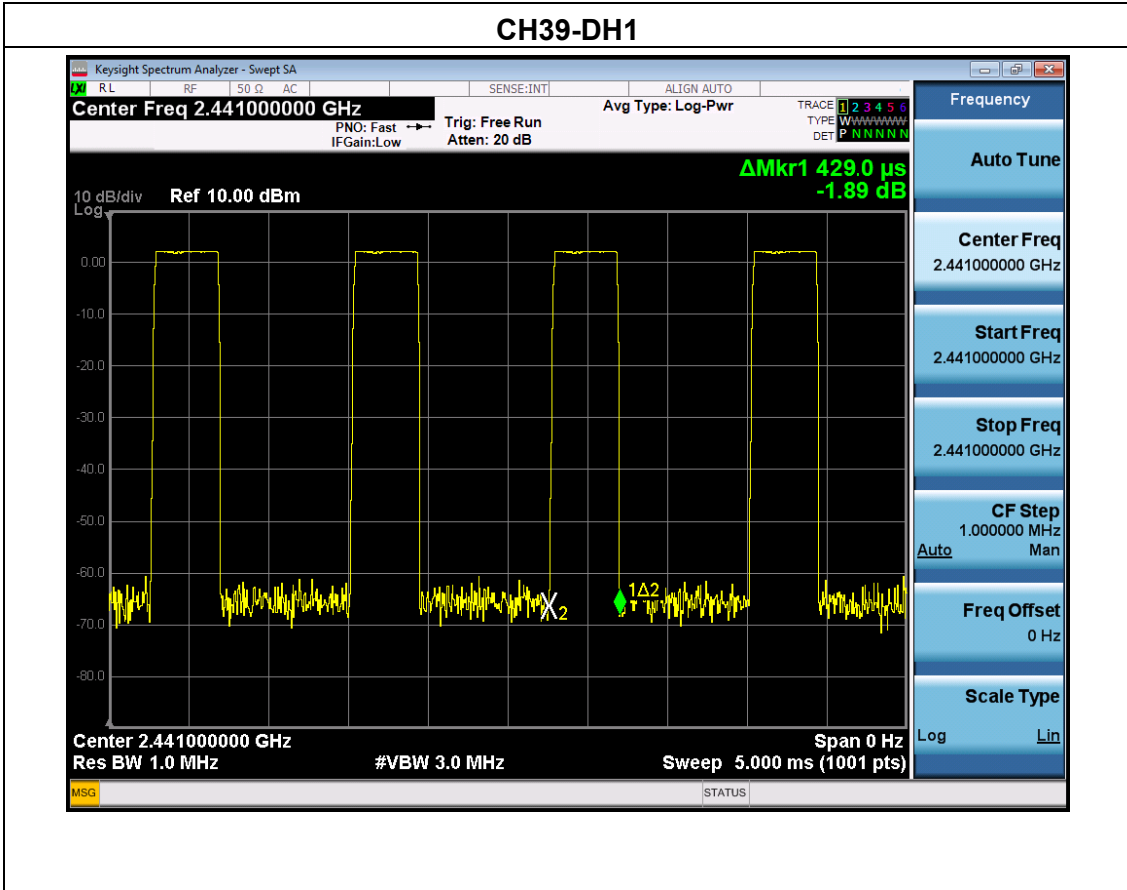 CH39-DH1
Keysight Spectrum Analyzer - Swept SA
LXI RL RF 50 Ω AC SENSE:INT ALIGN AUTO
Center Freq 2.441000000 GHz
PNO: Fast
IFGain:Low
Trig: Free Run
Atten: 20 dB
Avg Type: Log-Pwr
TRACE 1 2 3 4 5 6
TYPE WWWWWW
DET P N N N N N
ΔMkr1 429.0 µs
-1.89 dB
10 dB/div Ref 10.00 dBm
Log
0.00
-10.0
-20.0
-30.0
-40.0
-50.0
-60.0
-70.0
-80.0
X2
1Δ2
Center 2.441000000 GHz Span 0 Hz
Res BW 1.0 MHz #VBW 3.0 MHz Sweep 5.000 ms (1001 pts)
MSG STATUS
Frequency
Auto Tune
Center Freq
2.441000000 GHz
Start Freq
2.441000000 GHz
Stop Freq
2.441000000 GHz
CF Step
1.000000 MHz
Auto Man
Freq Offset
0 Hz
Scale Type
Log Lin